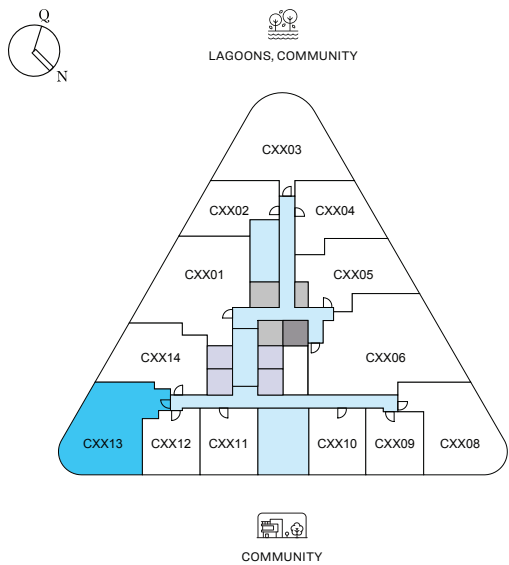 Q
N
LAGOONS, COMMUNITY
CXX03
CXX02
CXX04
CXX01
CXX05
CXX14
CXX06
CXX13
CXX12
CXX11
CXX10
CXX09
CXX08
COMMUNITY